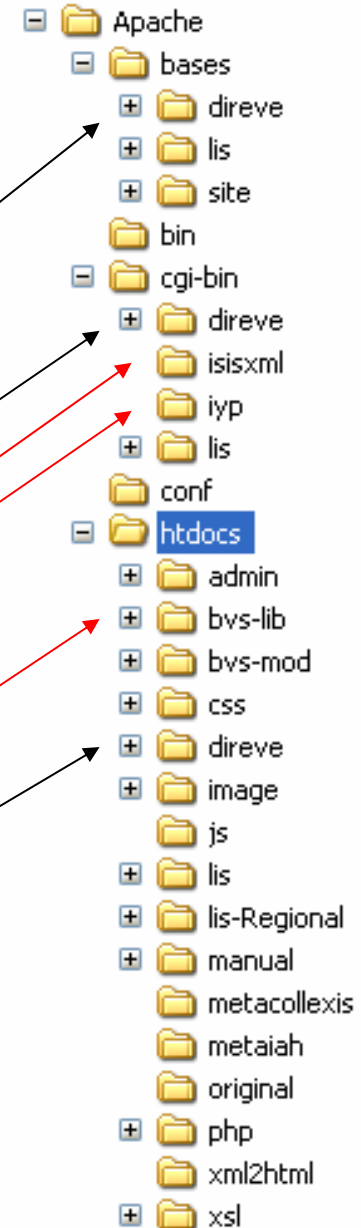 Apache
bases
direve
lis
site
bin
cgi-bin
direve
isisxml
iyp
lis
conf
htdocs
admin
bvs-lib
bvs-mod
css
direve
image
js
lis
lis-Regional
manual
metacollexis
metaiah
original
php
xml2html
xsl